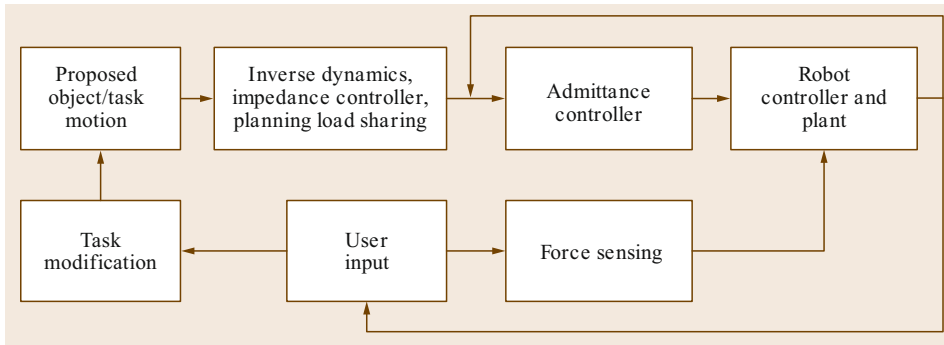 Proposed
object/task
motion
Inverse dynamics,
impedance controller,
planning load sharing
Admittance
controller
Robot
controller and
plant
Task
modification
User
input
Force sensing